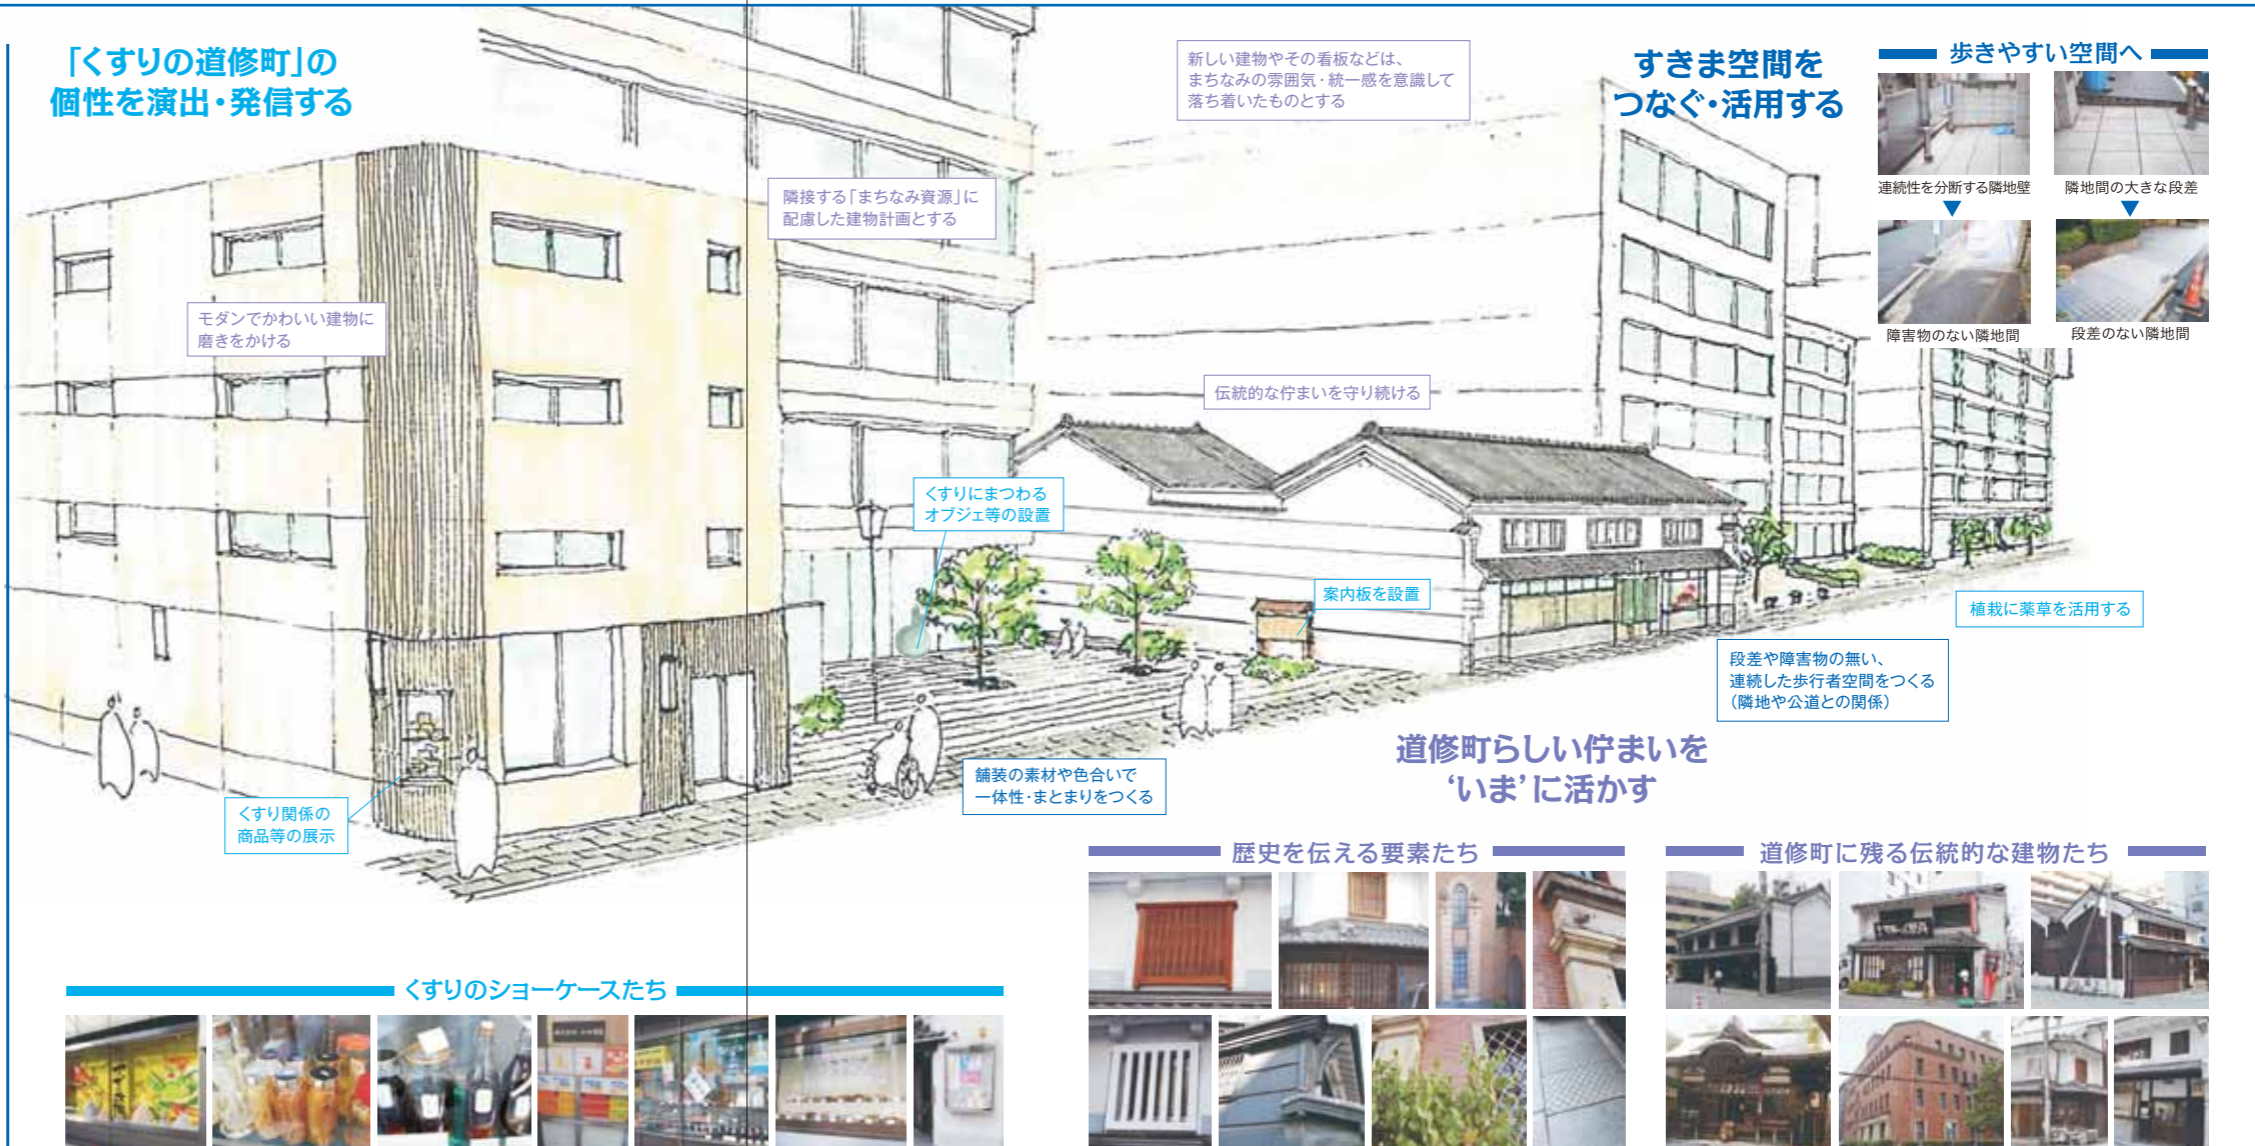 「くすりの道修町」の
個性を演出・発信する
新しい建物やその看板などは、
まちなみの雰囲気・統一感を意識して
落ち着いたものとする
すきま空間を
つなぐ・活用する
歩きやすい空間へ
連続性を分断する隣地壁
隣地間の大きな段差
障害物のない隣地間
段差のない隣地間
隣接する「まちなみ資源」に
配慮した建物計画とする
モダンでかわいい建物に
磨きをかける
伝統的な佇まいを守り続ける
くすりにまつわる
オブジェ等の設置
案内板を設置
植栽に薬草を活用する
段差や障害物の無い、
連続した歩行者空間をつくる
（隣地や公道との関係）
道修町らしい佇まいを
‘いま’に活かす
舗装の素材や色合いで
一体性・まとまりをつくる
くすり関係の
商品等の展示
歴史を伝える要素たち
道修町に残る伝統的な建物たち
くすりのショーケースたち